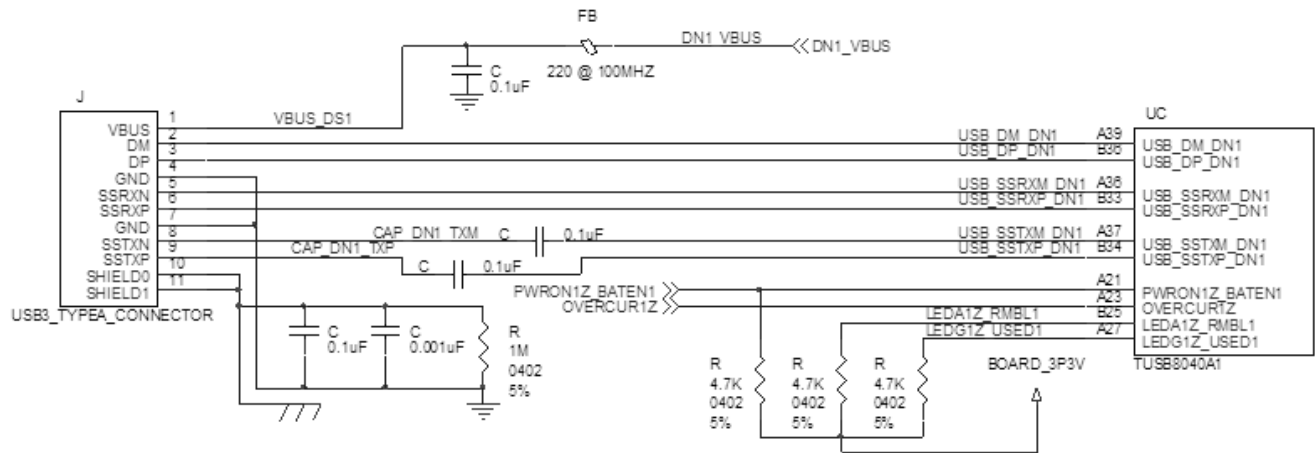 FB
DN1_VBUS
DN1_VBUS
220 @ 100MHZ
C
0.1uF
J
UC
1
VBUS_DS1
VBUS
2
USB_DM_DN1
A39
DM
3
USB_DP_DN1
B36
USB_DM_DN1
DP
4
USB_DP_DN1
GND
5
SSRXN
6
USB_SSRXM_DN1
A36
USB_SSRXM_DN1
SSRXP
7
USB_SSRXP_DN1
B33
USB_SSRXP_DN1
GND
8
CAP_DN1_TXM
C
0.1uF
USB_SSTXM_DN1
A37
SSTXN
9
CAP_DN1_TXP
USB_SSTXP_DN1
B34
USB_SSTXM_DN1
SSTXP
10
C
0.1uF
USB_SSTXP_DN1
SHIELD0
11
SHIELD1
PWRON1Z_BATEN1
A21
PWRON1Z_BATEN1
OVERCUR1Z
A23
OVERCUR1Z
LEDA1Z_RMBL1
B25
LEDA1Z_RMBL1
LEDG1Z_USED1
A27
LEDG1Z_USED1
USB3_TYPEA_CONNECTOR
TUSB8040A1
C
0.1uF
C
0.001uF
R
1M
0402
5%
R
4.7K
0402
5%
R
4.7K
0402
5%
R
4.7K
0402
5%
BOARD_3P3V